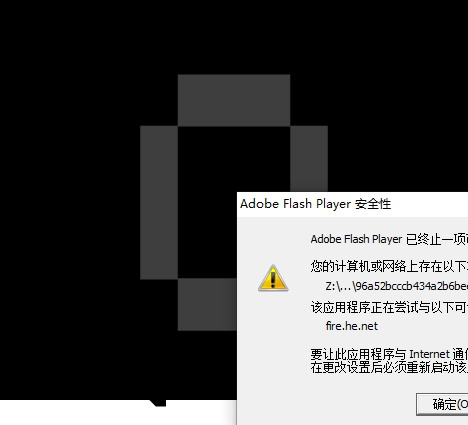 Adobe Flash Player 安全性
Adobe Flash Player 已终止一项
您的计算机或网络上存在以下
Z:\...\96a52bcccb434a2b6be
该应用程序正在尝试与以下可
fire.he.net
要让此应用程序与 Internet 通
在更改设置后必须重新启动该
确定(O